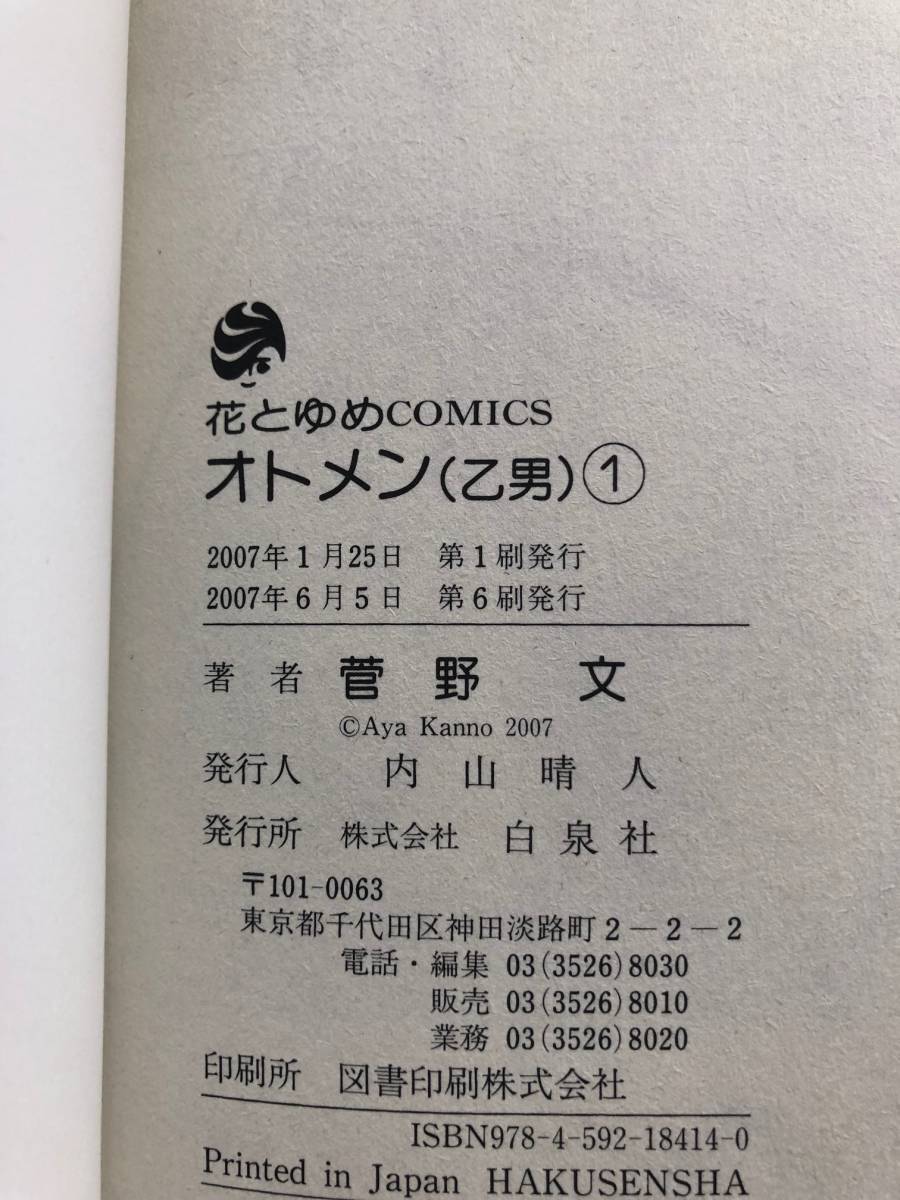 花とゆめCOMICS
オトメン(乙男)①
2007年1月25日 第1刷発行
2007年6月5日 第6刷発行
著者 菅野 文
©Aya Kanno 2007
発行人 内山晴人
発行所 株式会社 白泉社
〒101-0063
東京都千代田区神田淡路町2-2-2
電話・編集 03(3526)8030
販売 03(3526)8010
業務 03(3526)8020
印刷所 図書印刷株式会社
ISBN978-4-592-18414-0
Printed in Japan HAKUSENSHA